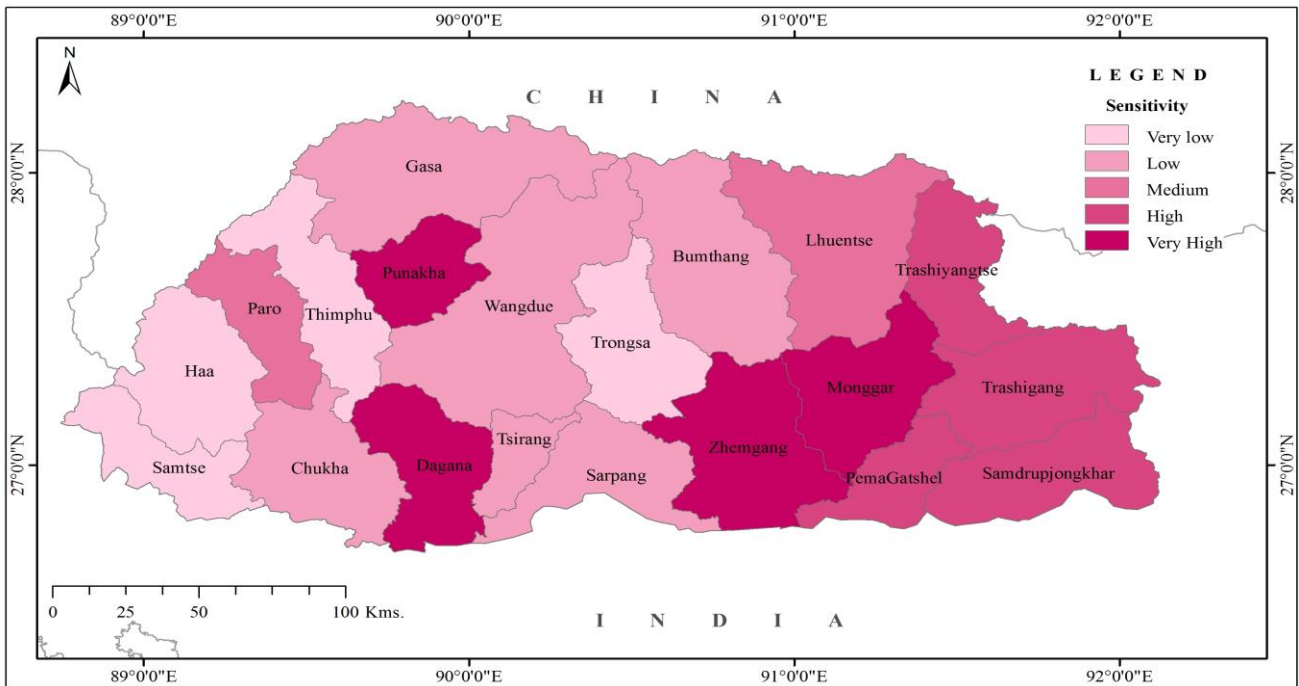 89°0'0"E 90°0'0"E 91°0'0"E 92°0'0"E
N
C H I N A
L E G E N D
Sensitivity
Very low
Low
Medium
High
Very High
28°0'0"N
28°0'0"N
27°0'0"N
27°0'0"N
Gasa
Punakha
Lhuentse
Bumthang
Trashiyangtse
Paro
Thimphu
Wangdue
Trongsa
Haa
Monggar
Trashigang
Tsirang
Zhemgang
Samtse
Chukha
Dagana
Sarpang
PemaGatshel
Samdrupjongkhar
0 25 50 100 Kms.
I N D I A
89°0'0"E 90°0'0"E 91°0'0"E 92°0'0"E